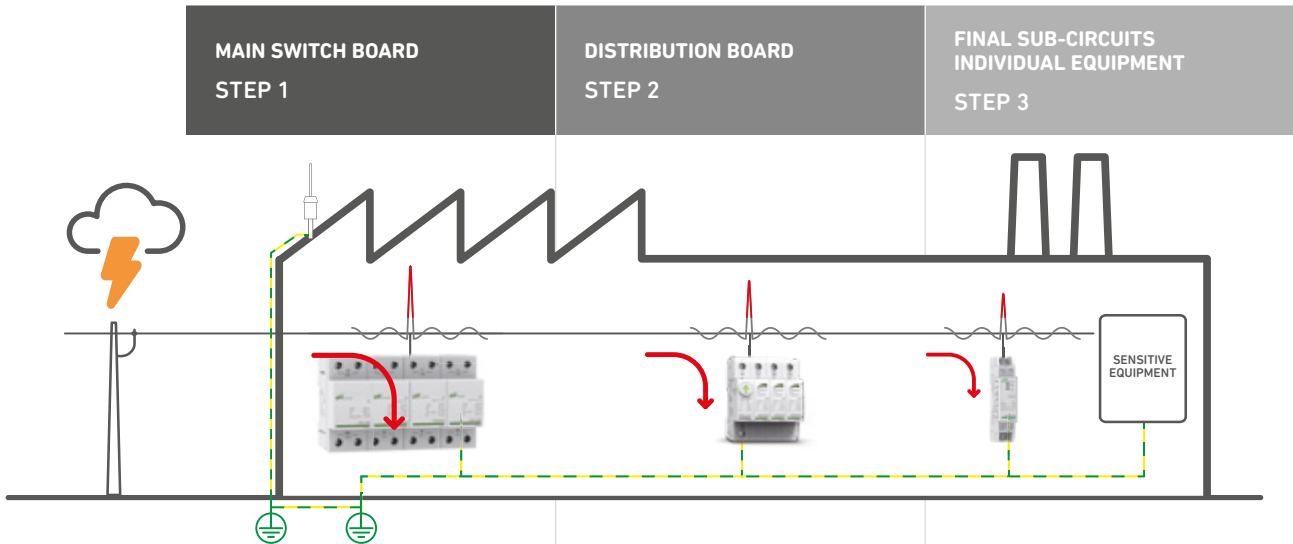 MAIN SWITCH BOARD
STEP 1
DISTRIBUTION BOARD
STEP 2
FINAL SUB-CIRCUITS
INDIVIDUAL EQUIPMENT
STEP 3
SENSITIVE
EQUIPMENT